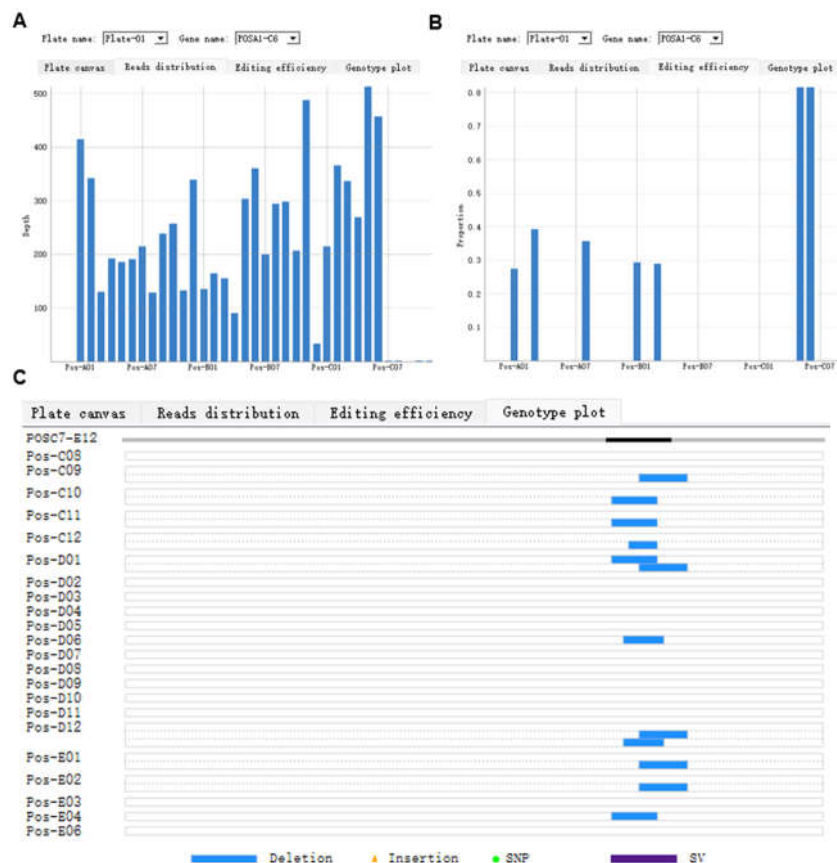 A
B
Plate name: Plate-01 Gene name: POSA1-C6
Plate name: Plate-01 Gene name: POSA1-C6
Plate canvas Reads distribution Editing efficiency Genotype plot
Plate canvas Reads distribution Editing efficiency Genotype plot
500
400
300
200
100
Depth
Pos-A01 Pos-A07 Pos-B01 Pos-B07 Pos-C01 Pos-C07
0.8
0.7
0.6
0.5
0.4
0.3
0.2
0.1
Proportion
Pos-A01 Pos-A07 Pos-B01 Pos-B07 Pos-C01 Pos-C07
C
Plate canvas Reads distribution Editing efficiency Genotype plot
POSC7-E12
Pos-C08
Pos-C09
Pos-C10
Pos-C11
Pos-C12
Pos-D01
Pos-D02
Pos-D03
Pos-D04
Pos-D05
Pos-D06
Pos-D07
Pos-D08
Pos-D09
Pos-D10
Pos-D11
Pos-D12
Pos-E01
Pos-E02
Pos-E03
Pos-E04
Pos-E06
Deletion Insertion SNP SV